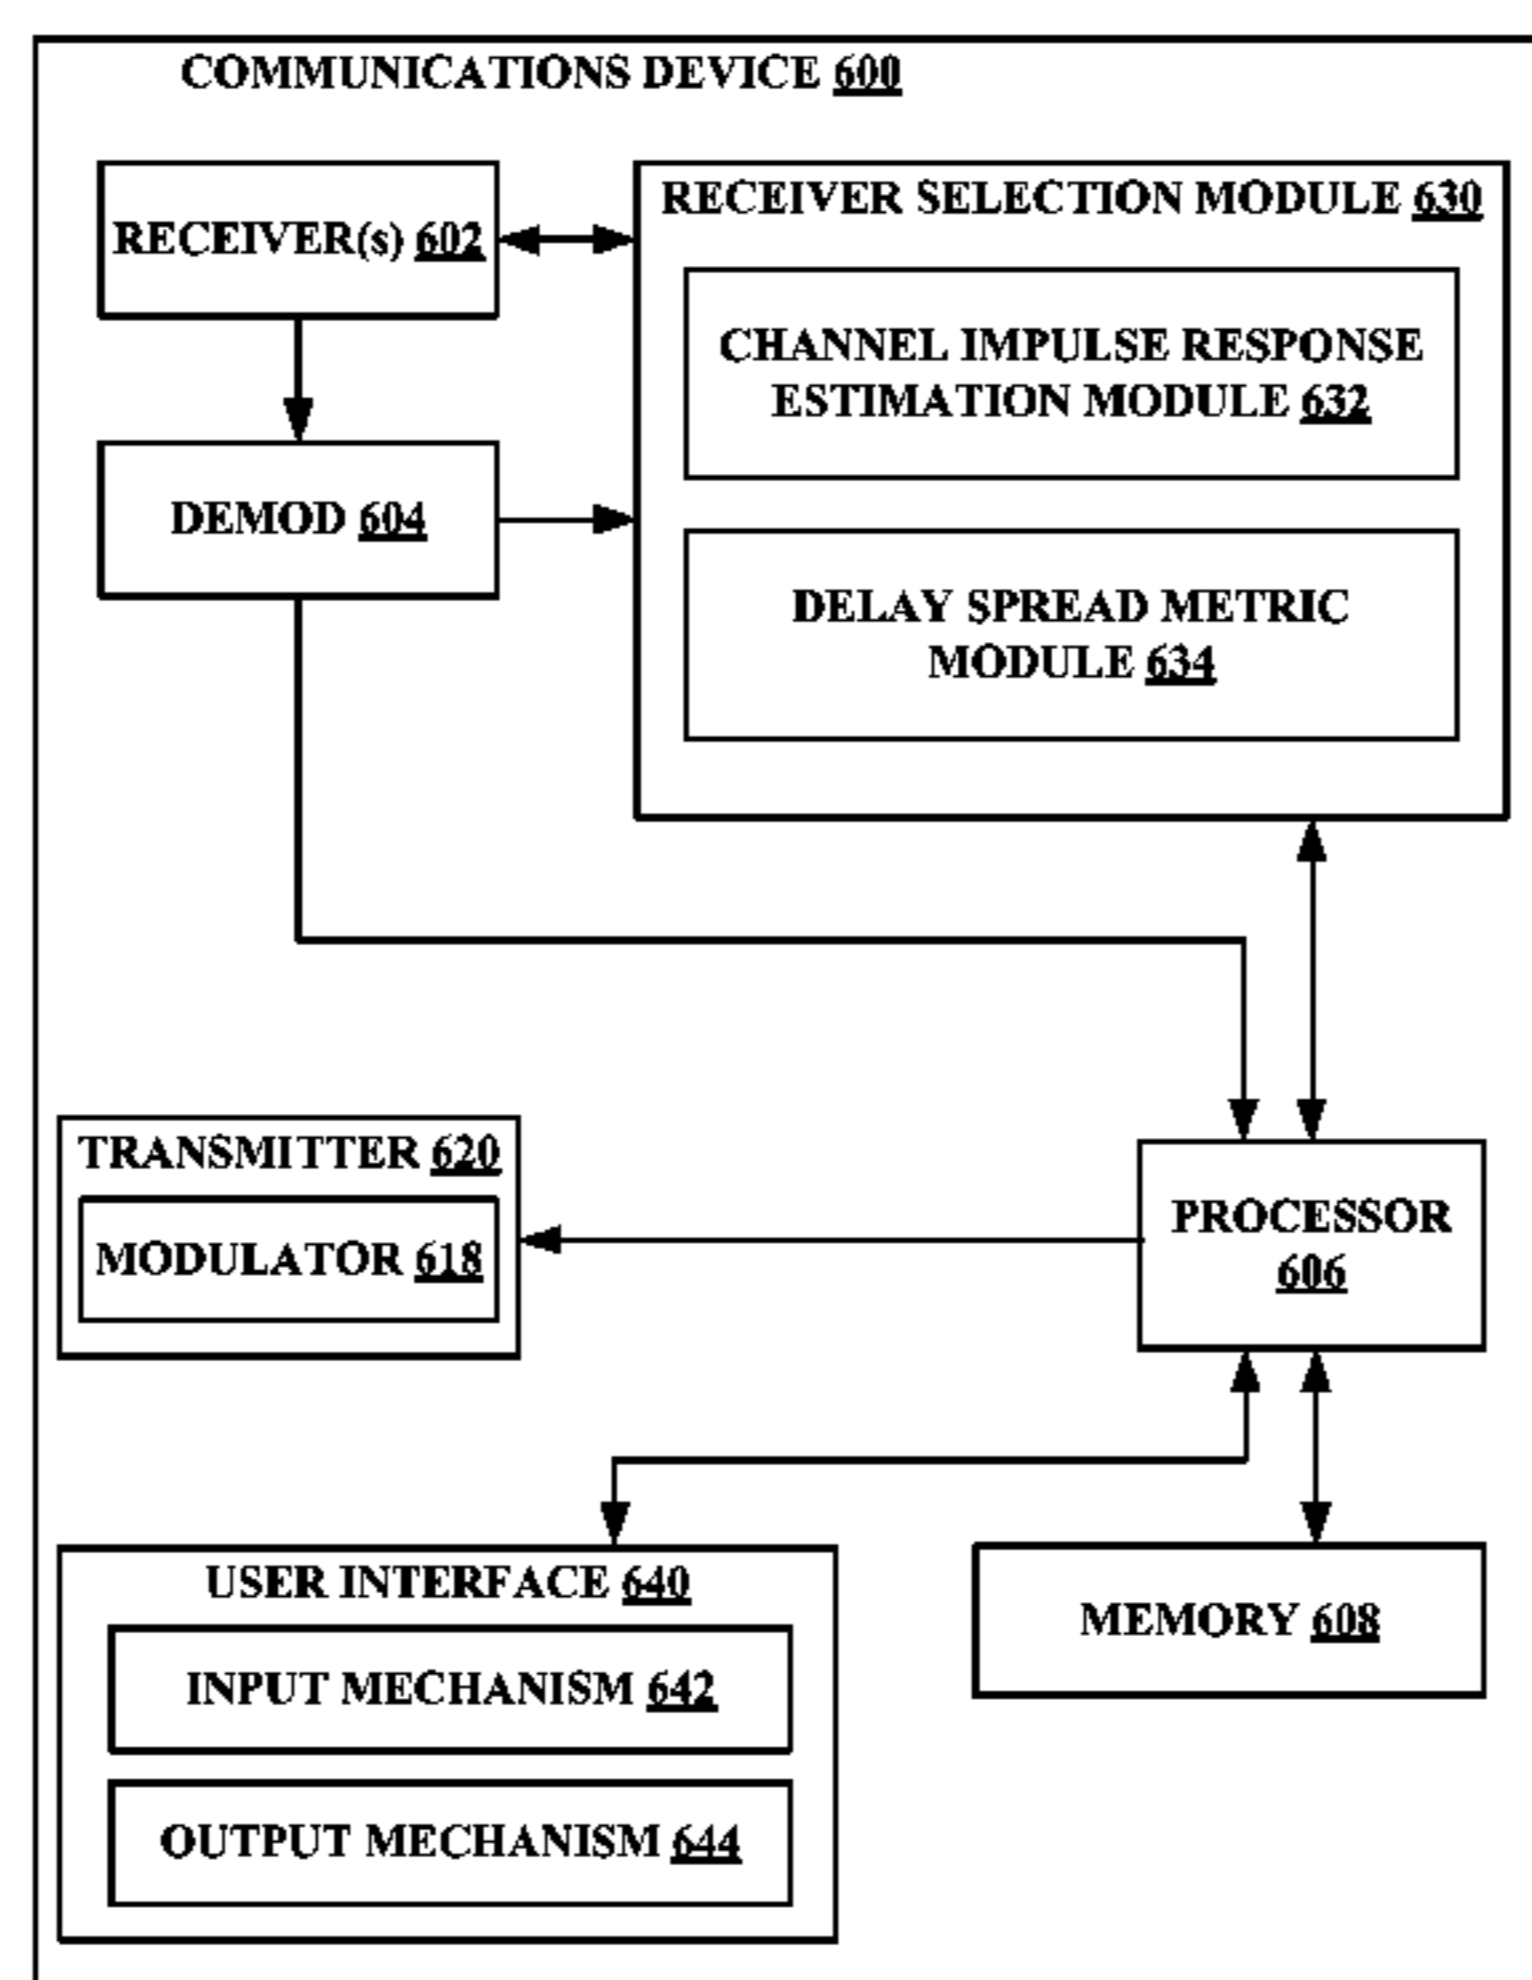 COMMUNICATIONS DEVICE 600
RECEIVER(s) 602
RECEIVER SELECTION MODULE 630
CHANNEL IMPULSE RESPONSE
ESTIMATION MODULE 632
DEMOD 604
DELAY SPREAD METRIC
MODULE 634
TRANSMITTER 620
MODULATOR 618
PROCESSOR
606
USER INTERFACE 640
INPUT MECHANISM 642
OUTPUT MECHANISM 644
MEMORY 608